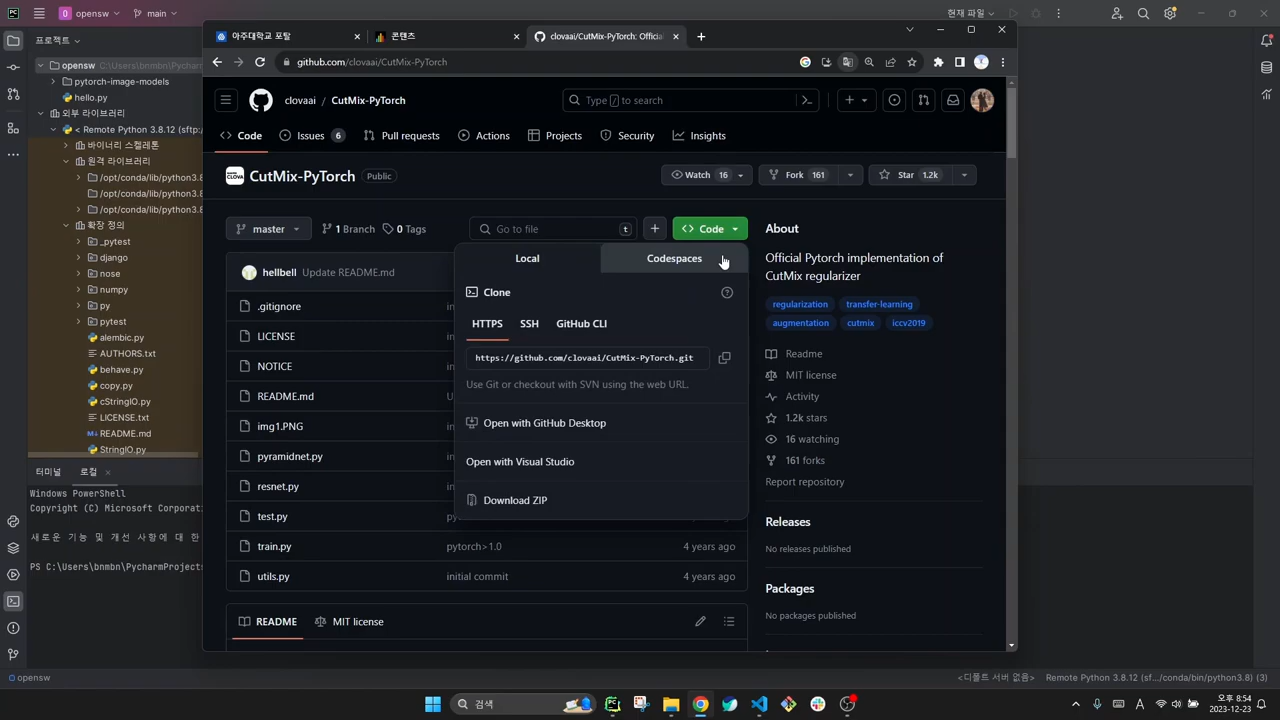 opensw
main
현재 파일
프로젝트
opensw C:\Users\bnmbn\Pycharm
pytorch-image-models
hello.py
외부 라이브러리
< Remote Python 3.8.12 (sftp:
바이너리 스켈레톤
원격 라이브러리
/opt/conda/lib/python3.8
/opt/conda/lib/python3.8
/opt/conda/lib/python3.8
확장 정의
_pytest
django
nose
numpy
py
pytest
alembic.py
AUTHORS.txt
behave.py
copy.py
cStringIO.py
LICENSE.txt
README.md
StringIO.py
터미널
로컬
Windows PowerShell
Copyright (C) Microsoft Corporati
새로운 기능 및 개선 사항에 대 한
PS C:\Users\bnmbn\PycharmProjects
아주대학교 포탈
콘텐츠
clovaai/CutMix-PyTorch: Offici
github.com/clovaai/CutMix-PyTorch
clovaai / CutMix-PyTorch
Type / to search
Code
Issues 6
Pull requests
Actions
Projects
Security
Insights
CLOVA
CutMix-PyTorch
Public
Watch 16
Fork 161
Star 1.2k
master
1 Branch
0 Tags
Go to file
t
Code
hellbell Update README.md
.gitignore
LICENSE
NOTICE
README.md
img1.PNG
pyramidnet.py
resnet.py
test.py
train.py pytorch>1.0 4 years ago
utils.py initial commit 4 years ago
Local
Codespaces
Clone
HTTPS
SSH
GitHub CLI
https://github.com/clovaai/CutMix-PyTorch.git
Use Git or checkout with SVN using the web URL.
Open with GitHub Desktop
Open with Visual Studio
Download ZIP
README
MIT license
About
Official Pytorch implementation of
CutMix regularizer
regularization transfer-learning
augmentation cutmix iccv2019
Readme
MIT license
Activity
1.2k stars
16 watching
161 forks
Report repository
Releases
No releases published
Packages
No packages published
opensw
<디폴트 서버 없음>
Remote Python 3.8.12 (sf.../conda/bin/python3.8) (3)
검색
A
오후 8:54
2023-12-23